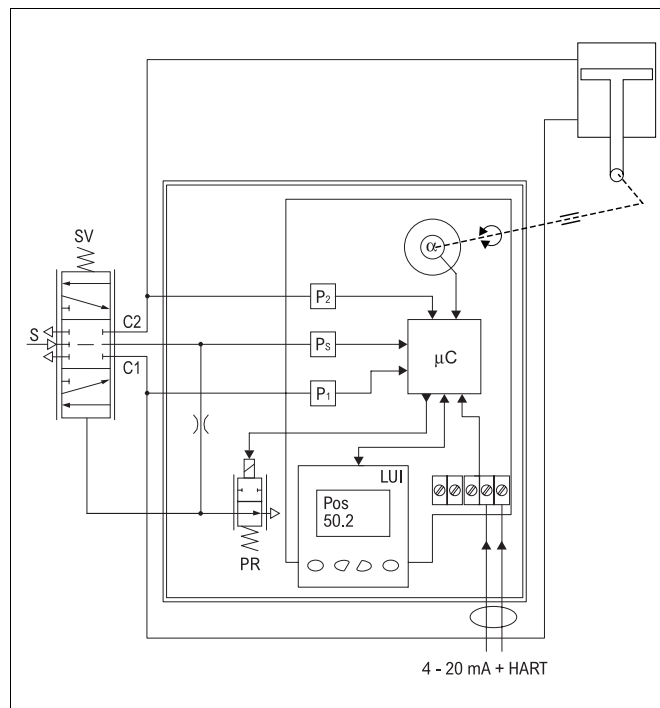 SV
α
C2
P2
S
PS
μC
C1
P1
LUI
Pos
50.2
PR
4 - 20 mA + HART